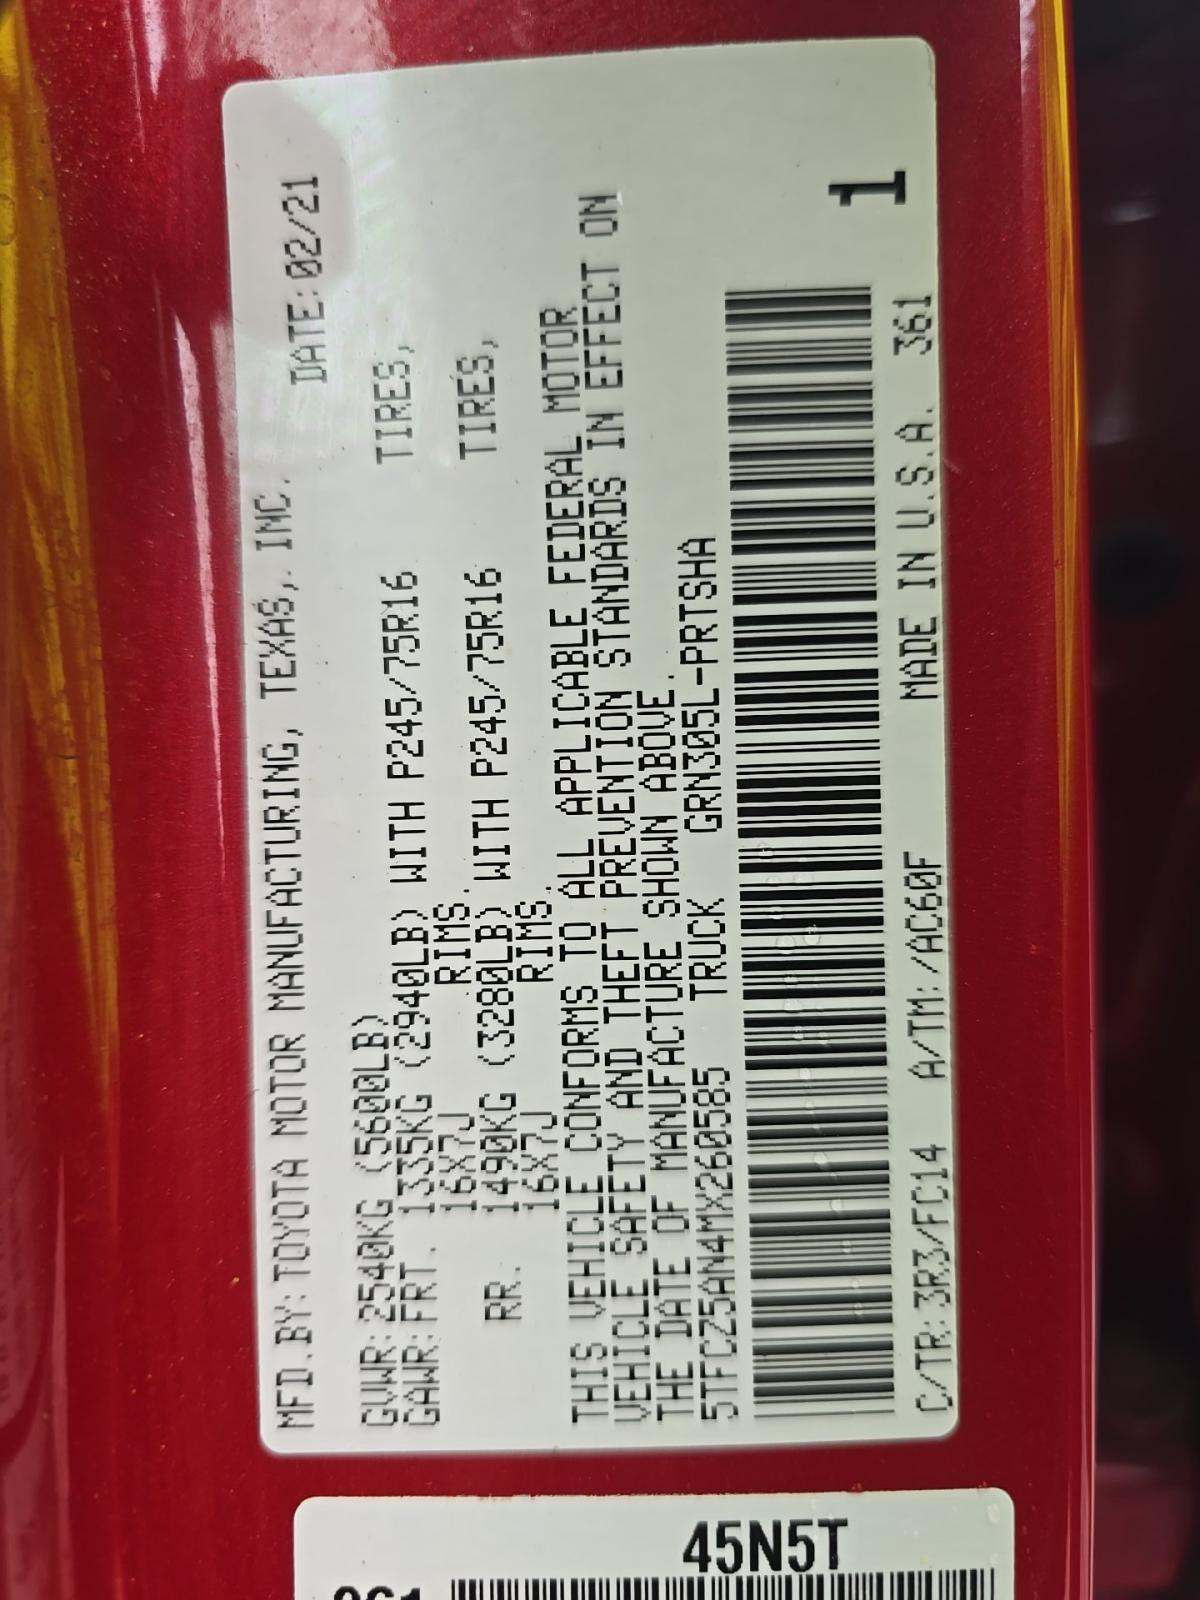 MFD.BY:TOYOTA MOTOR MANUFACTURING, TEXAS, INC.
DATE:02/21
GVWR:2540KG (5600LB)
GAWR:FRT. 1335KG (2940LB) WITH P245/75R16 TIRES,
16X7J RIMS.
RR. 1490KG (3280LB) WITH P245/75R16 TIRES,
16X7J RIMS.
THIS VEHICLE CONFORMS TO ALL APPLICABLE FEDERAL MOTOR
VEHICLE SAFETY AND THEFT PREVENTION STANDARDS IN EFFECT ON
THE DATE OF MANUFACTURE SHOWN ABOVE.
5TFCZ5AN4MX260585 TRUCK GRN305L-PRTSHA
1
C/TR:3R3/FC14 A/TM:/AC60F MADE IN U.S.A. 361
45N5T